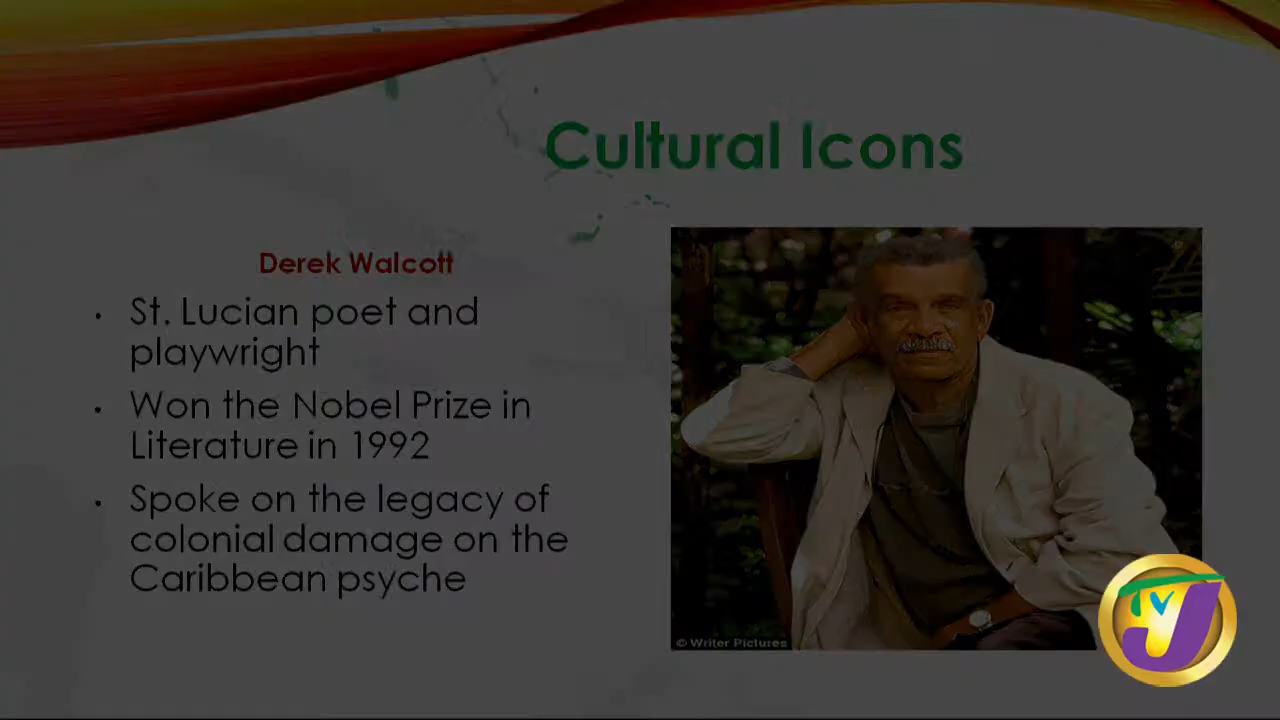 Cultural Icons
Derek Walcott
• St. Lucian poet and
playwright
• Won the Nobel Prize in
Literature in 1992
• Spoke on the legacy of
colonial damage on the
Caribbean psyche
© Writer Pictures
TVJ